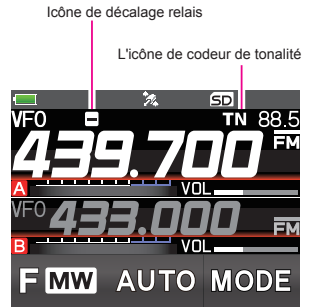 Icône de décalage relais
L'icône de codeur de tonalité
SD
VFO TN 88.5
439.700 FM
A VOL
VFO 433.000 FM
B VOL
F MW AUTO MODE